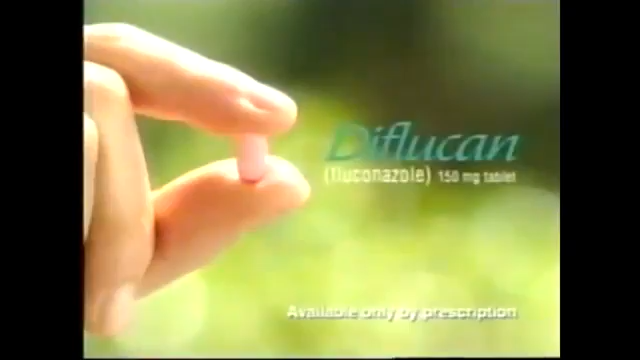 Diflucan
(fluconazole) 150 mg tablet
Available only by prescription